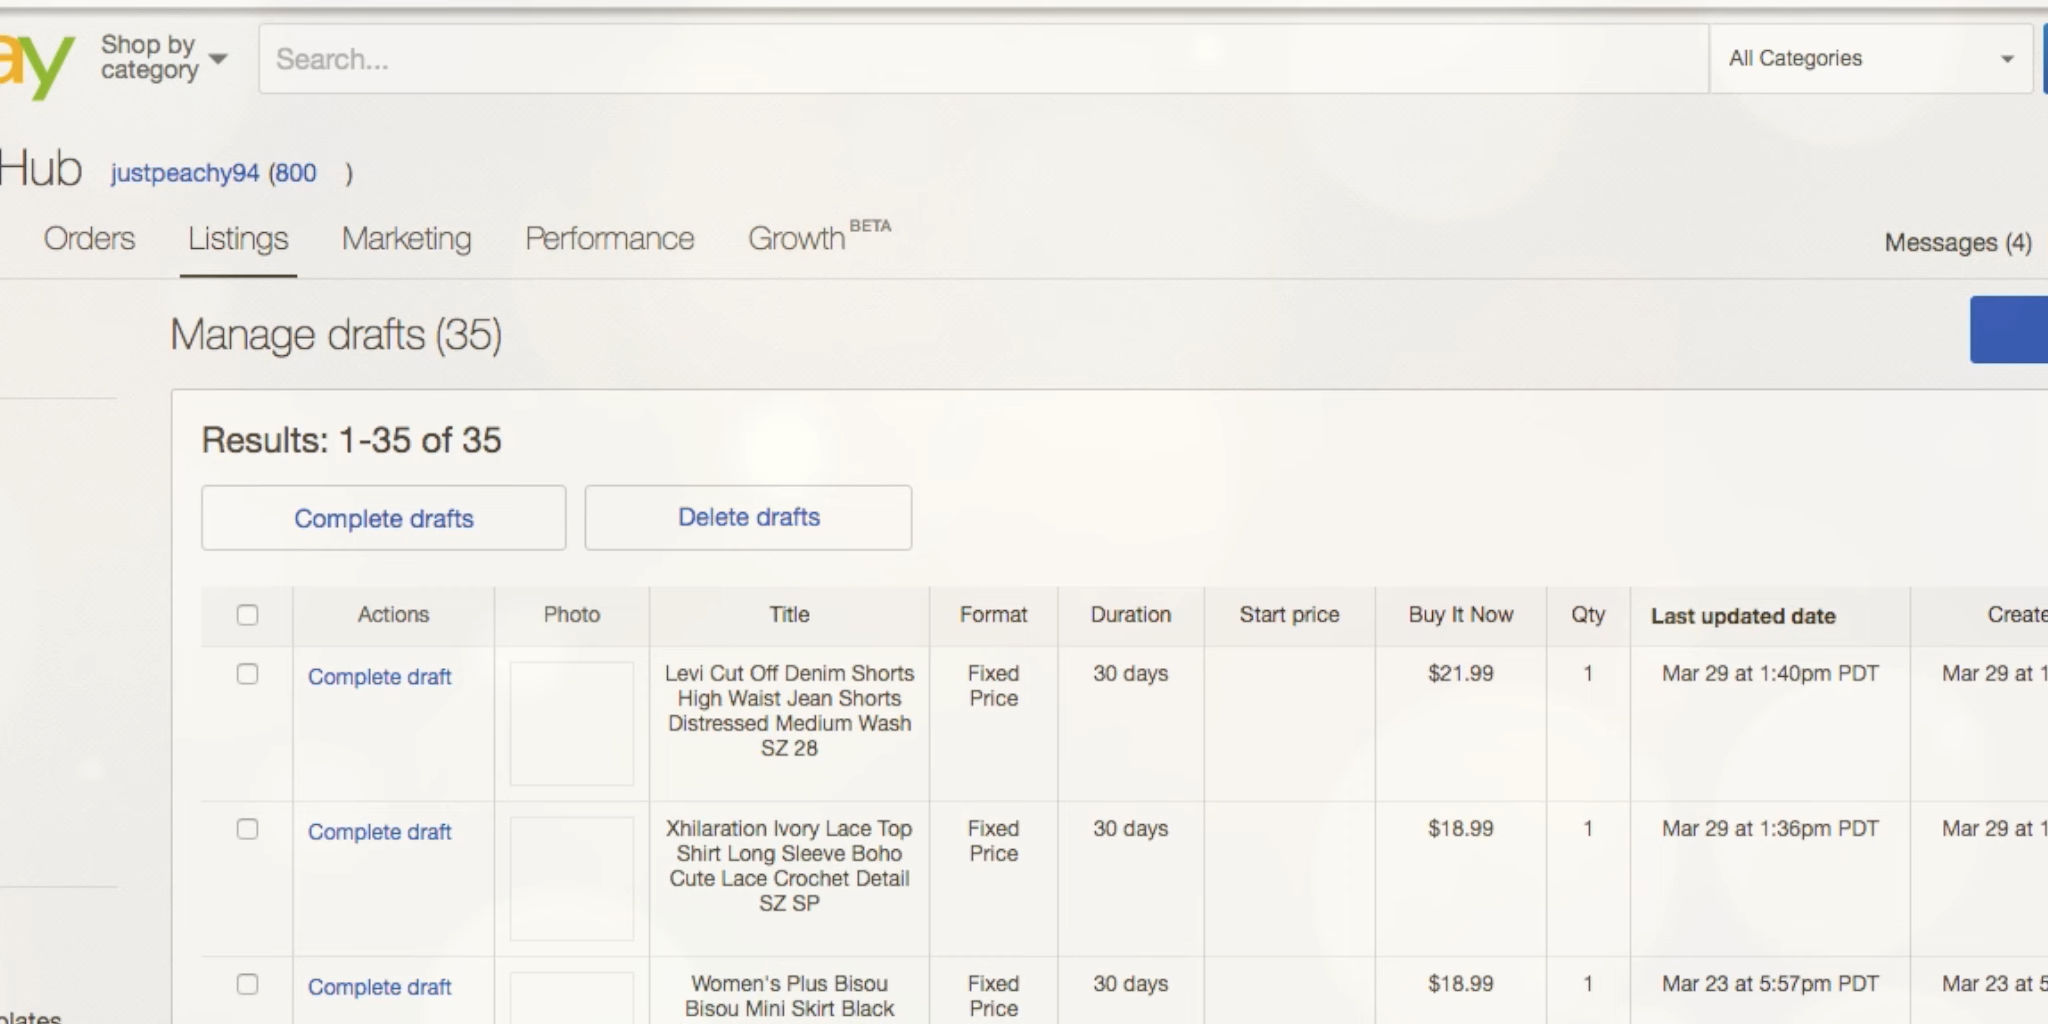 ay
Shop by
category
Search...
All Categories
Hub
justpeachy94 (800 )
Orders
Listings
Marketing
Performance
Growth BETA
Messages (4)
Manage drafts (35)
Results: 1-35 of 35
Complete drafts
Delete drafts
Actions
Photo
Title
Format
Duration
Start price
Buy It Now
Qty
Last updated date
Create
Complete draft
Levi Cut Off Denim Shorts
High Waist Jean Shorts
Distressed Medium Wash
SZ 28
Fixed
Price
30 days
$21.99
1
Mar 29 at 1:40pm PDT
Mar 29 at 1
Complete draft
Xhilaration Ivory Lace Top
Shirt Long Sleeve Boho
Cute Lace Crochet Detail
SZ SP
Fixed
Price
30 days
$18.99
1
Mar 29 at 1:36pm PDT
Mar 29 at 1
Complete draft
Women's Plus Bisou
Bisou Mini Skirt Black
Fixed
Price
30 days
$18.99
1
Mar 23 at 5:57pm PDT
Mar 23 at 5
plates